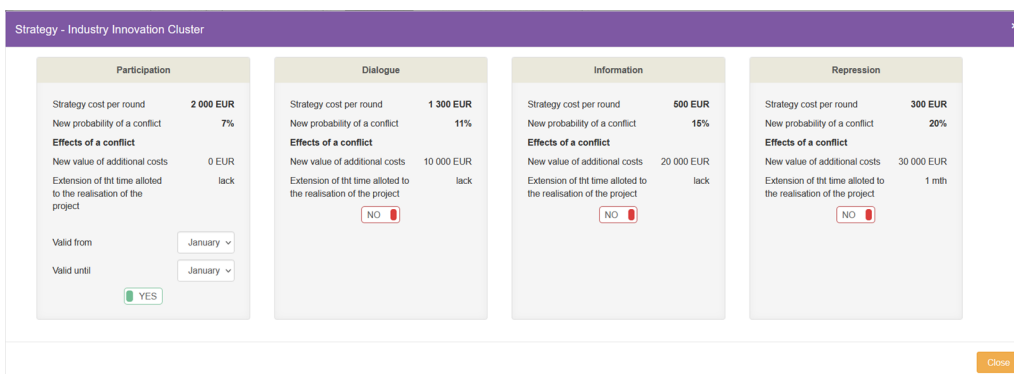 Strategy - Industry Innovation Cluster
Participation
Strategy cost per round 2 000 EUR
New probability of a conflict 7%
Effects of a conflict
New value of additional costs 0 EUR
Extension of tht time alloted lack
to the realisation of the
project
Valid from January
Valid until January
YES
Dialogue
Strategy cost per round 1 300 EUR
New probability of a conflict 11%
Effects of a conflict
New value of additional costs 10 000 EUR
Extension of tht time alloted to lack
the realisation of the project
NO
Information
Strategy cost per round 500 EUR
New probability of a conflict 15%
Effects of a conflict
New value of additional costs 20 000 EUR
Extension of tht time alloted to lack
the realisation of the project
NO
Repression
Strategy cost per round 300 EUR
New probability of a conflict 20%
Effects of a conflict
New value of additional costs 30 000 EUR
Extension of tht time alloted to 1 mth
the realisation of the project
NO
Close